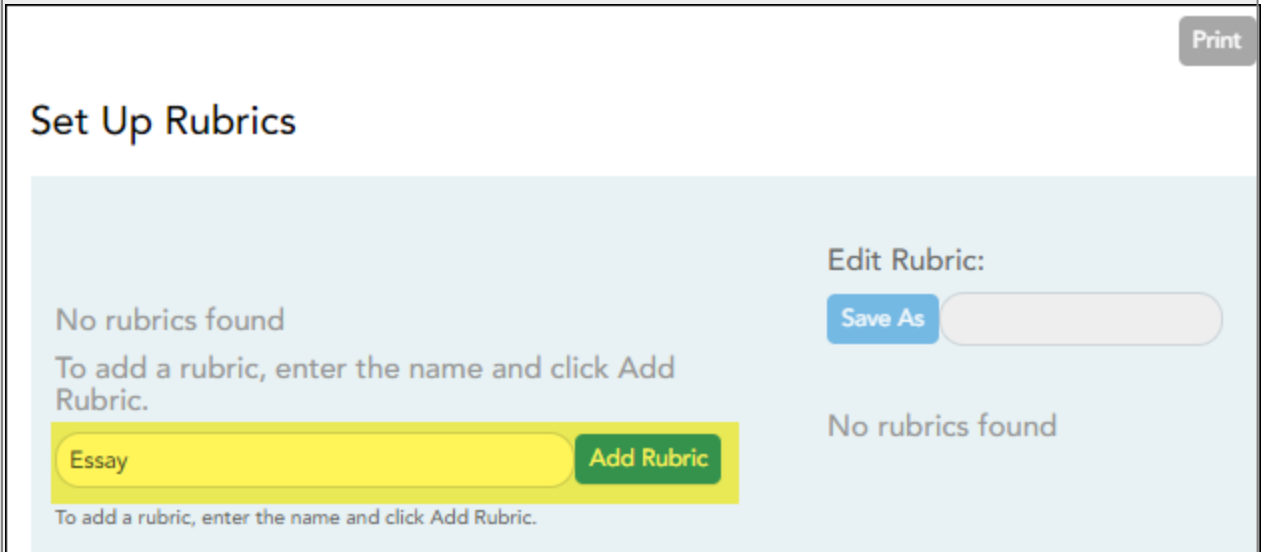 Print
Set Up Rubrics
Edit Rubric:
No rubrics found
Save As
To add a rubric, enter the name and click Add
Rubric.
No rubrics found
Essay
Add Rubric
To add a rubric, enter the name and click Add Rubric.